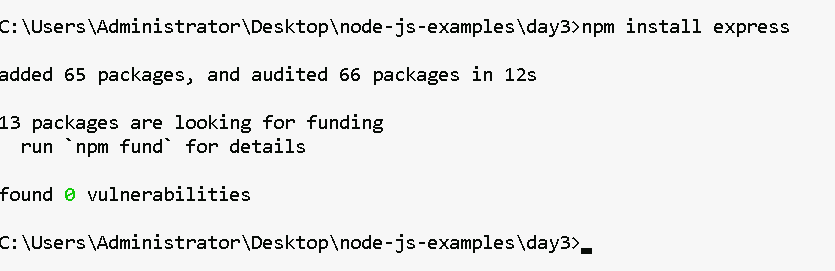 C:\Users\Administrator\Desktop\node-js-examples\day3>npm install express
added 65 packages, and audited 66 packages in 12s
13 packages are looking for funding
  run `npm fund` for details
found 0 vulnerabilities
C:\Users\Administrator\Desktop\node-js-examples\day3>